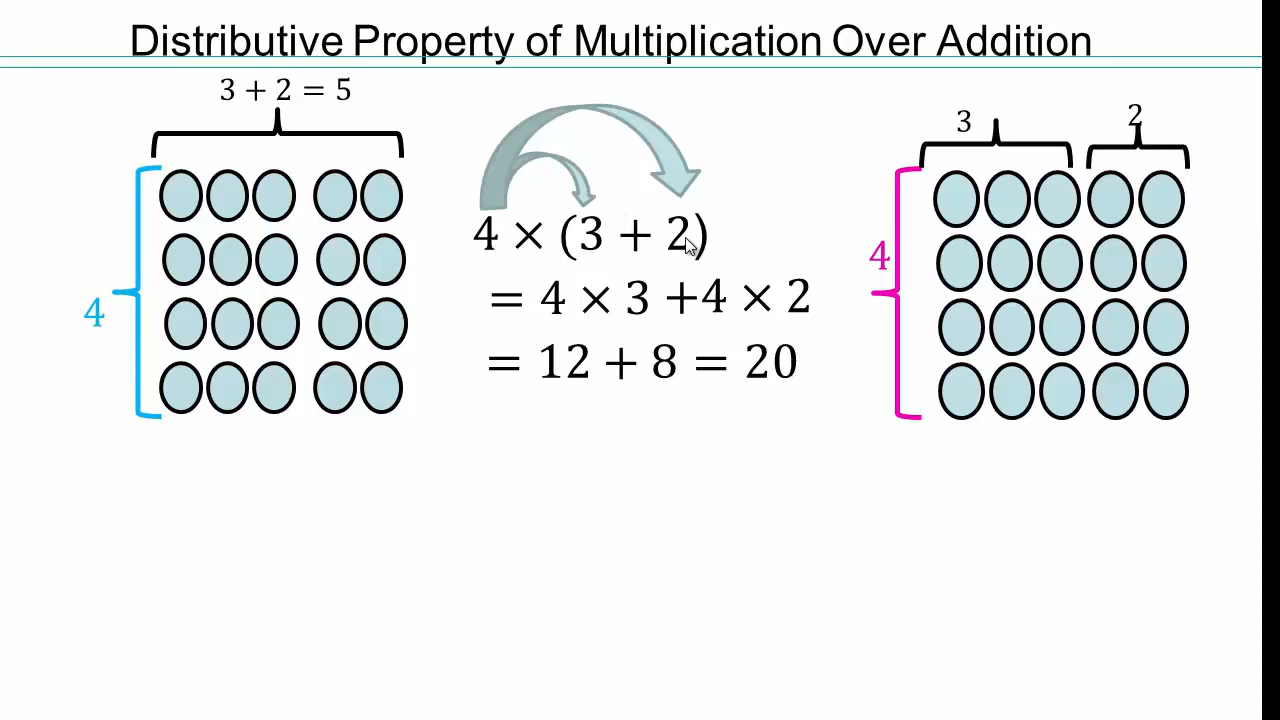 Distributive Property of Multiplication Over Addition
3 + 2 = 5
4
4 × (3 + 2)
= 4 × 3 +4 × 2
= 12 + 8 = 20
3
2
4